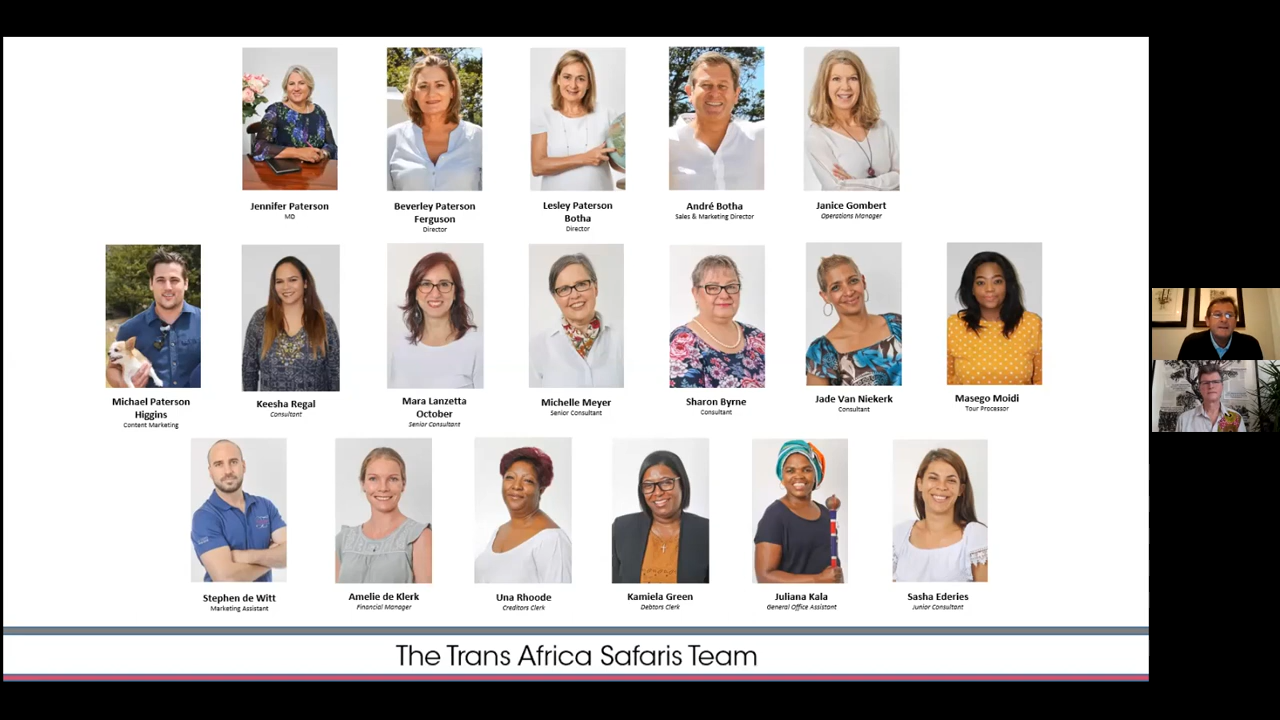 Jennifer Paterson
MD
Beverley Paterson
Ferguson
Director
Lesley Paterson
Botha
Director
André Botha
Sales & Marketing Director
Janice Gombert
Operations Manager
Michael Paterson
Higgins
Content Marketing
Keesha Regal
Consultant
Mara Lanzetta
October
Senior Consultant
Michelle Meyer
Senior Consultant
Sharon Byrne
Consultant
Jade Van Niekerk
Consultant
Masego Moidi
Tour Processor
Stephen de Witt
Marketing Assistant
Amelie de Klerk
Financial Manager
Una Rhoode
Creditors Clerk
Kamiela Green
Debtors Clerk
Juliana Kala
General Office Assistant
Sasha Ederies
Junior Consultant
The Trans Africa Safaris Team